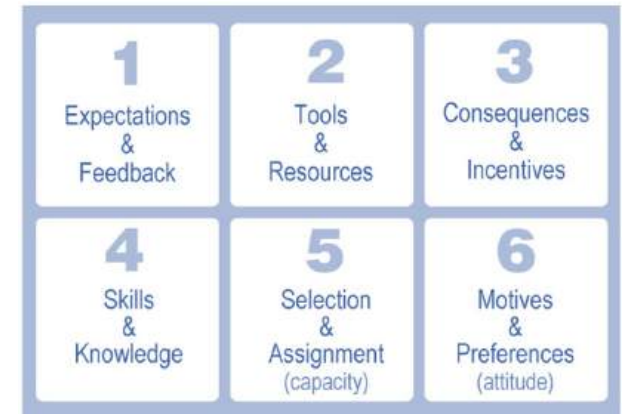 1
Expectations
&
Feedback
2
Tools
&
Resources
3
Consequences
&
Incentives
4
Skills
&
Knowledge
5
Selection
&
Assignment
(capacity)
6
Motives
&
Preferences
(attitude)